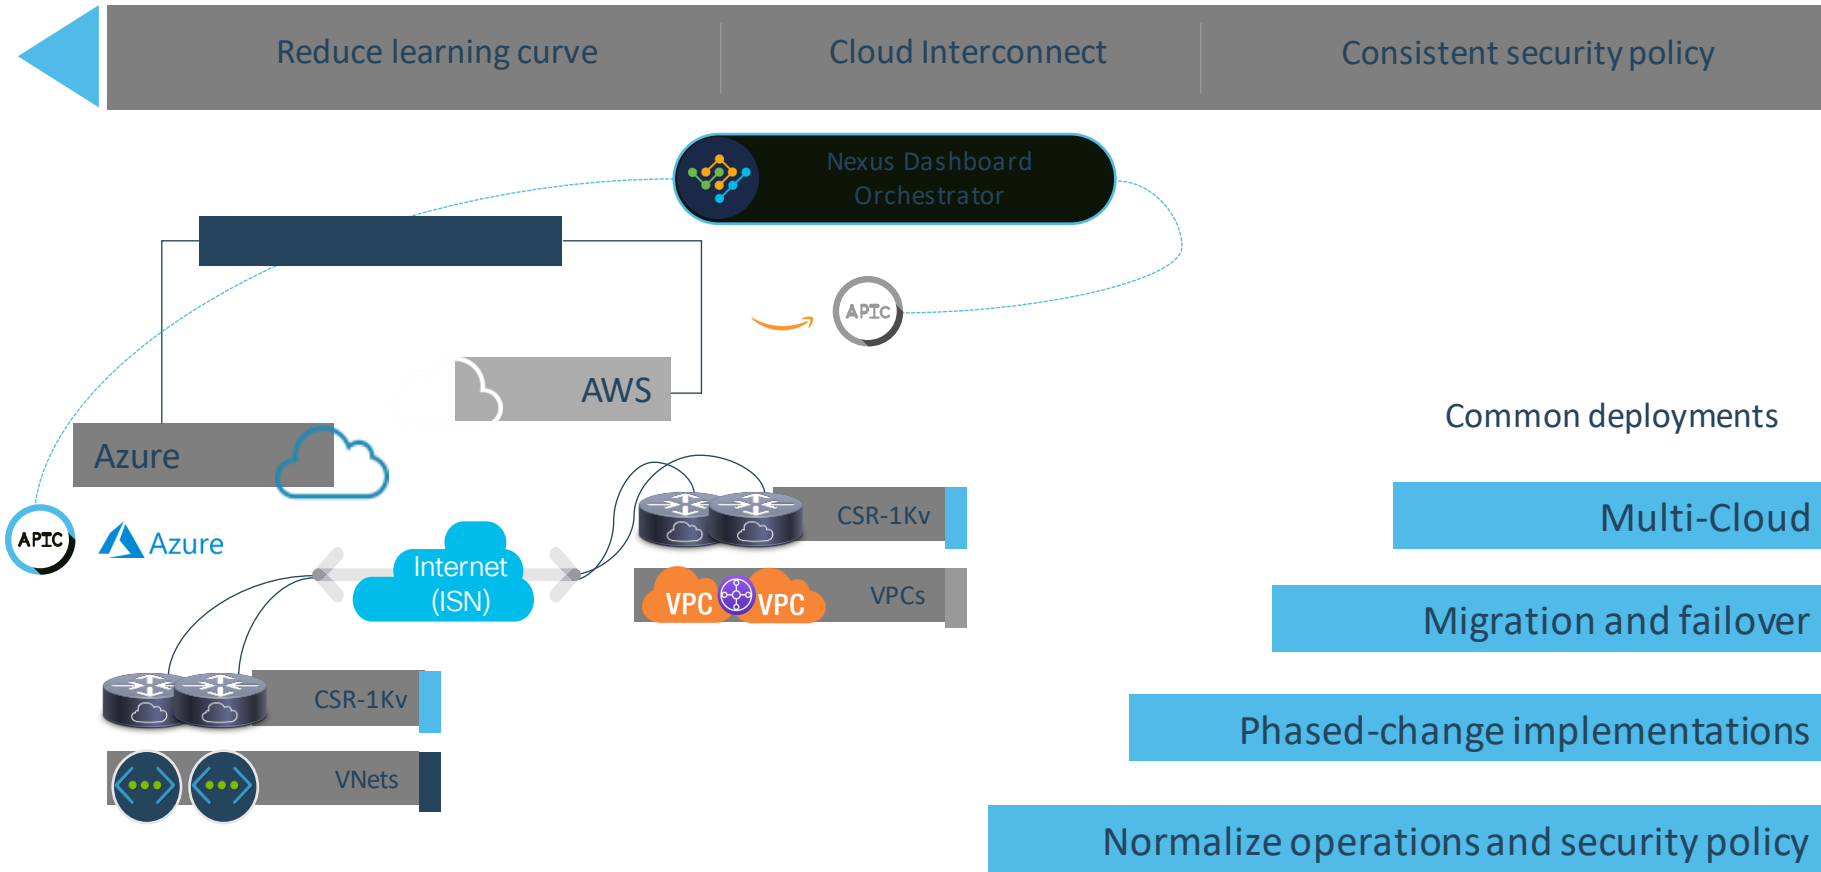 Reduce learning curve
Cloud Interconnect
Consistent security policy
Nexus Dashboard
Orchestrator
APIC
AWS
Azure
Common deployments
APIC
Azure
Internet
(ISN)
CSR-1Kv
VPC
VPC
VPCs
CSR-1Kv
VNets
Multi-Cloud
Migration and failover
Phased-change implementations
Normalize operations and security policy